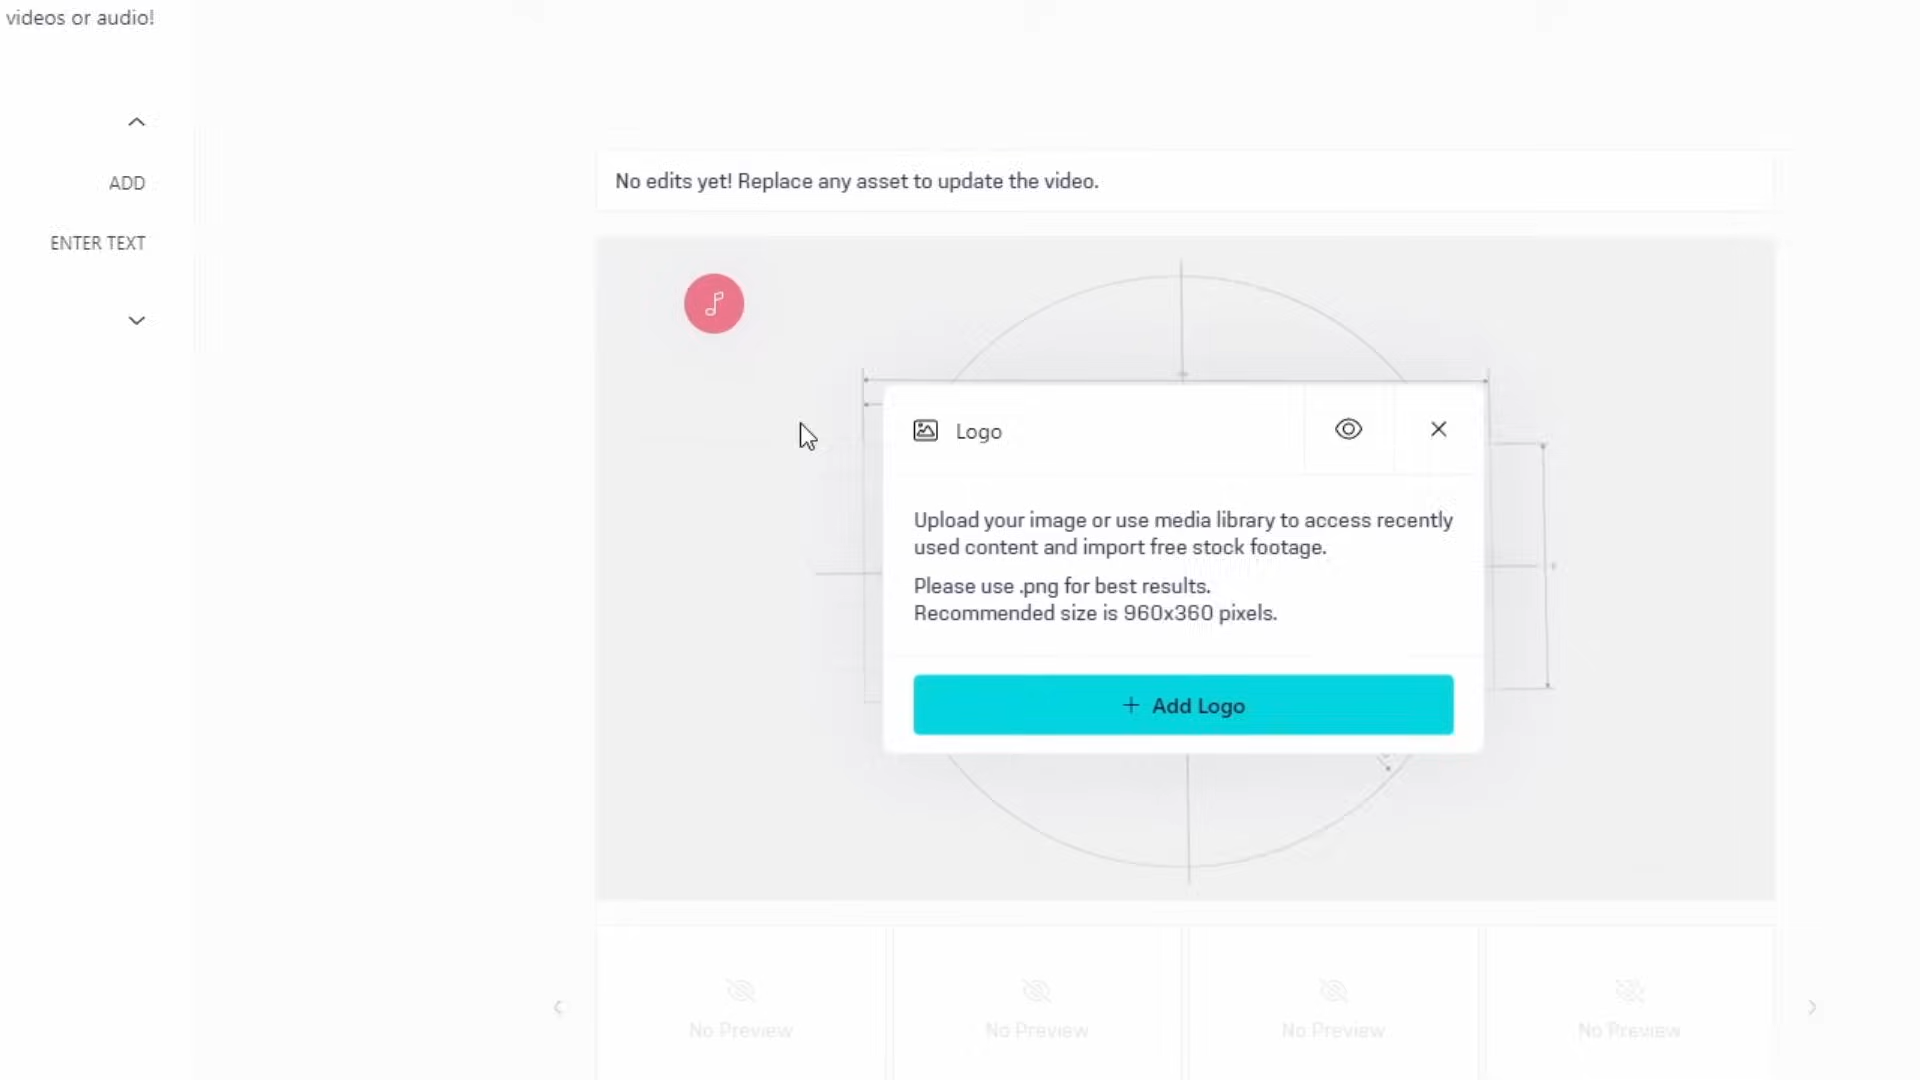 videos or audio!
ADD
ENTER TEXT
No edits yet! Replace any asset to update the video.
Logo
Upload your image or use media library to access recently
used content and import free stock footage.
Please use .png for best results.
Recommended size is 960x360 pixels.
+ Add Logo
No Preview
No Preview
No Preview
No Preview